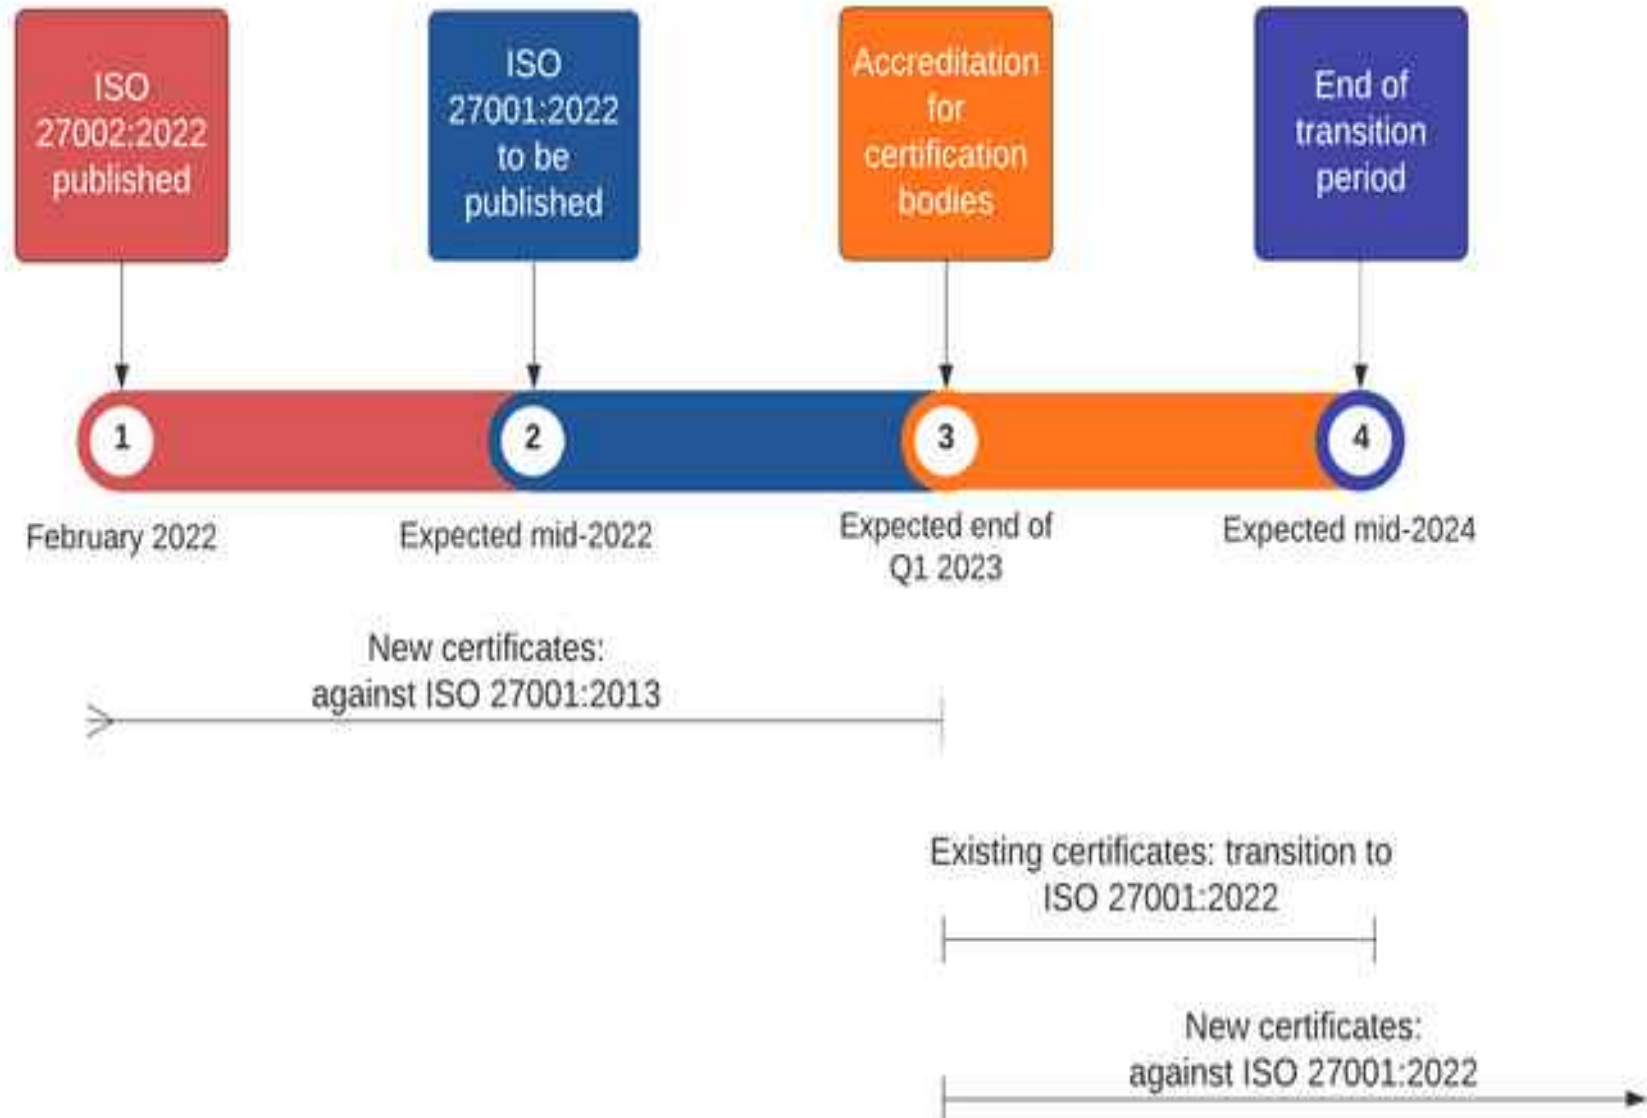 ISO
27002:2022
published
ISO
27001:2022
to be
published
Accreditation
for
certification
bodies
End of
transition
period
1
2
3
4
February 2022
Expected mid-2022
Expected end of
Q1 2023
Expected mid-2024
New certificates:
against ISO 27001:2013
Existing certificates: transition to
ISO 27001:2022
New certificates:
against ISO 27001:2022